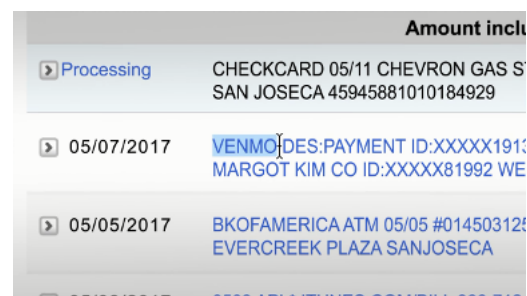 Amount inclu
Processing
CHECKCARD 05/11 CHEVRON GAS S
SAN JOSECA 45945881010184929
05/07/2017
VENMO DES:PAYMENT ID:XXXXX1913
MARGOT KIM CO ID:XXXXX81992 WE
05/05/2017
BKOFAMERICA ATM 05/05 #014503125
EVERCREEK PLAZA SANJOSECA